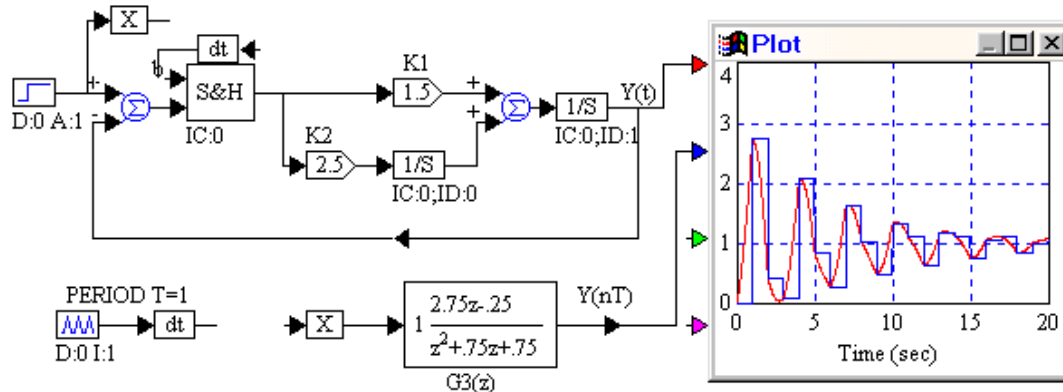 X
Plot
dt
K1
+
b
4
-
S&H
1.5
+
Σ
1/S
Y(t)
D:0 A:1
IC:0
K2
+
IC:0;ID:1
3
2.5
1/S
IC:0;ID:0
2
1
PERIOD T=1
2.75z-.25
Y(nT)
dt
X
1
z²+.75z+.75
0
D:0 I:1
G3(z)
0 5 10 15 20
Time (sec)